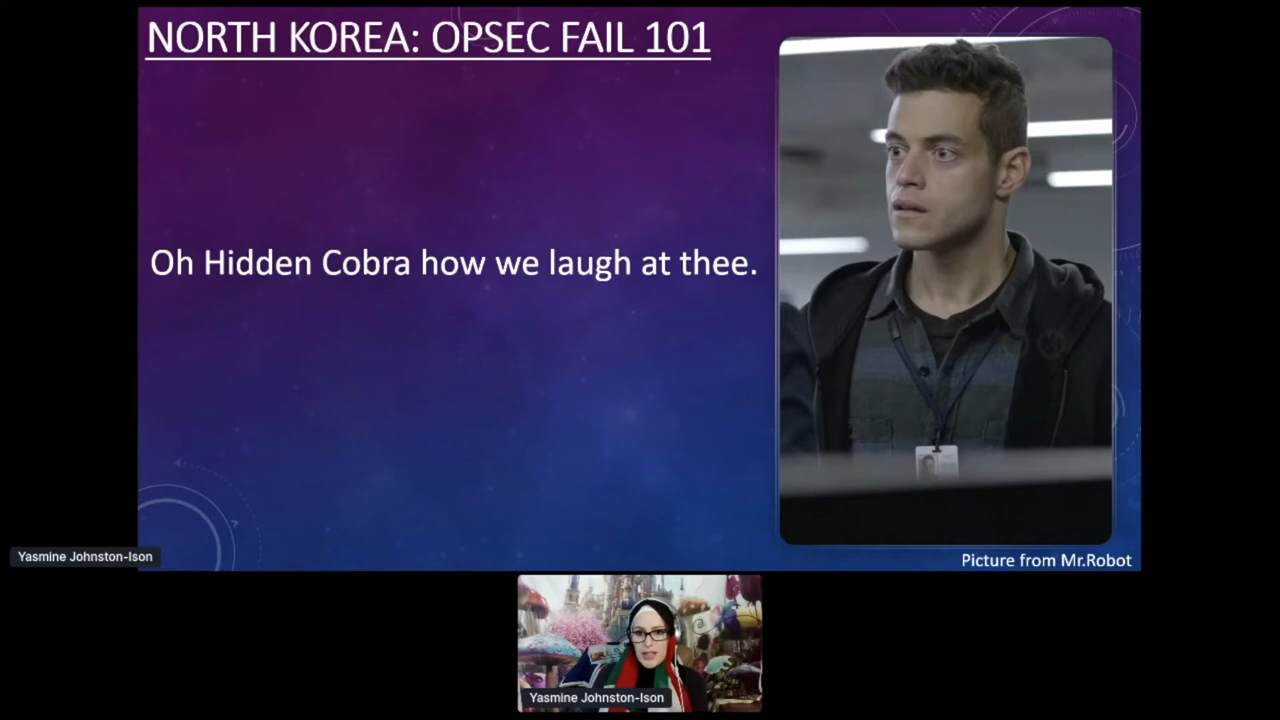 NORTH KOREA: OPSEC FAIL 101
Oh Hidden Cobra how we laugh at thee.
Picture from Mr.Robot
Yasmine Johnston-Ison
Yasmine Johnston-Ison